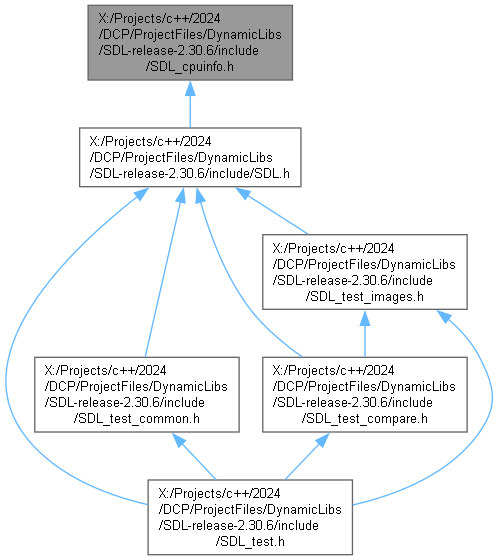 X:/Projects/c++/2024
/DCP/ProjectFiles/DynamicLibs
/SDL-release-2.30.6/include
/SDL_cpuinfo.h
X:/Projects/c++/2024
/DCP/ProjectFiles/DynamicLibs
/SDL-release-2.30.6/include/SDL.h
X:/Projects/c++/2024
/DCP/ProjectFiles/DynamicLibs
/SDL-release-2.30.6/include
/SDL_test_images.h
X:/Projects/c++/2024
/DCP/ProjectFiles/DynamicLibs
/SDL-release-2.30.6/include
/SDL_test_common.h
X:/Projects/c++/2024
/DCP/ProjectFiles/DynamicLibs
/SDL-release-2.30.6/include
/SDL_test_compare.h
X:/Projects/c++/2024
/DCP/ProjectFiles/DynamicLibs
/SDL-release-2.30.6/include
/SDL_test.h